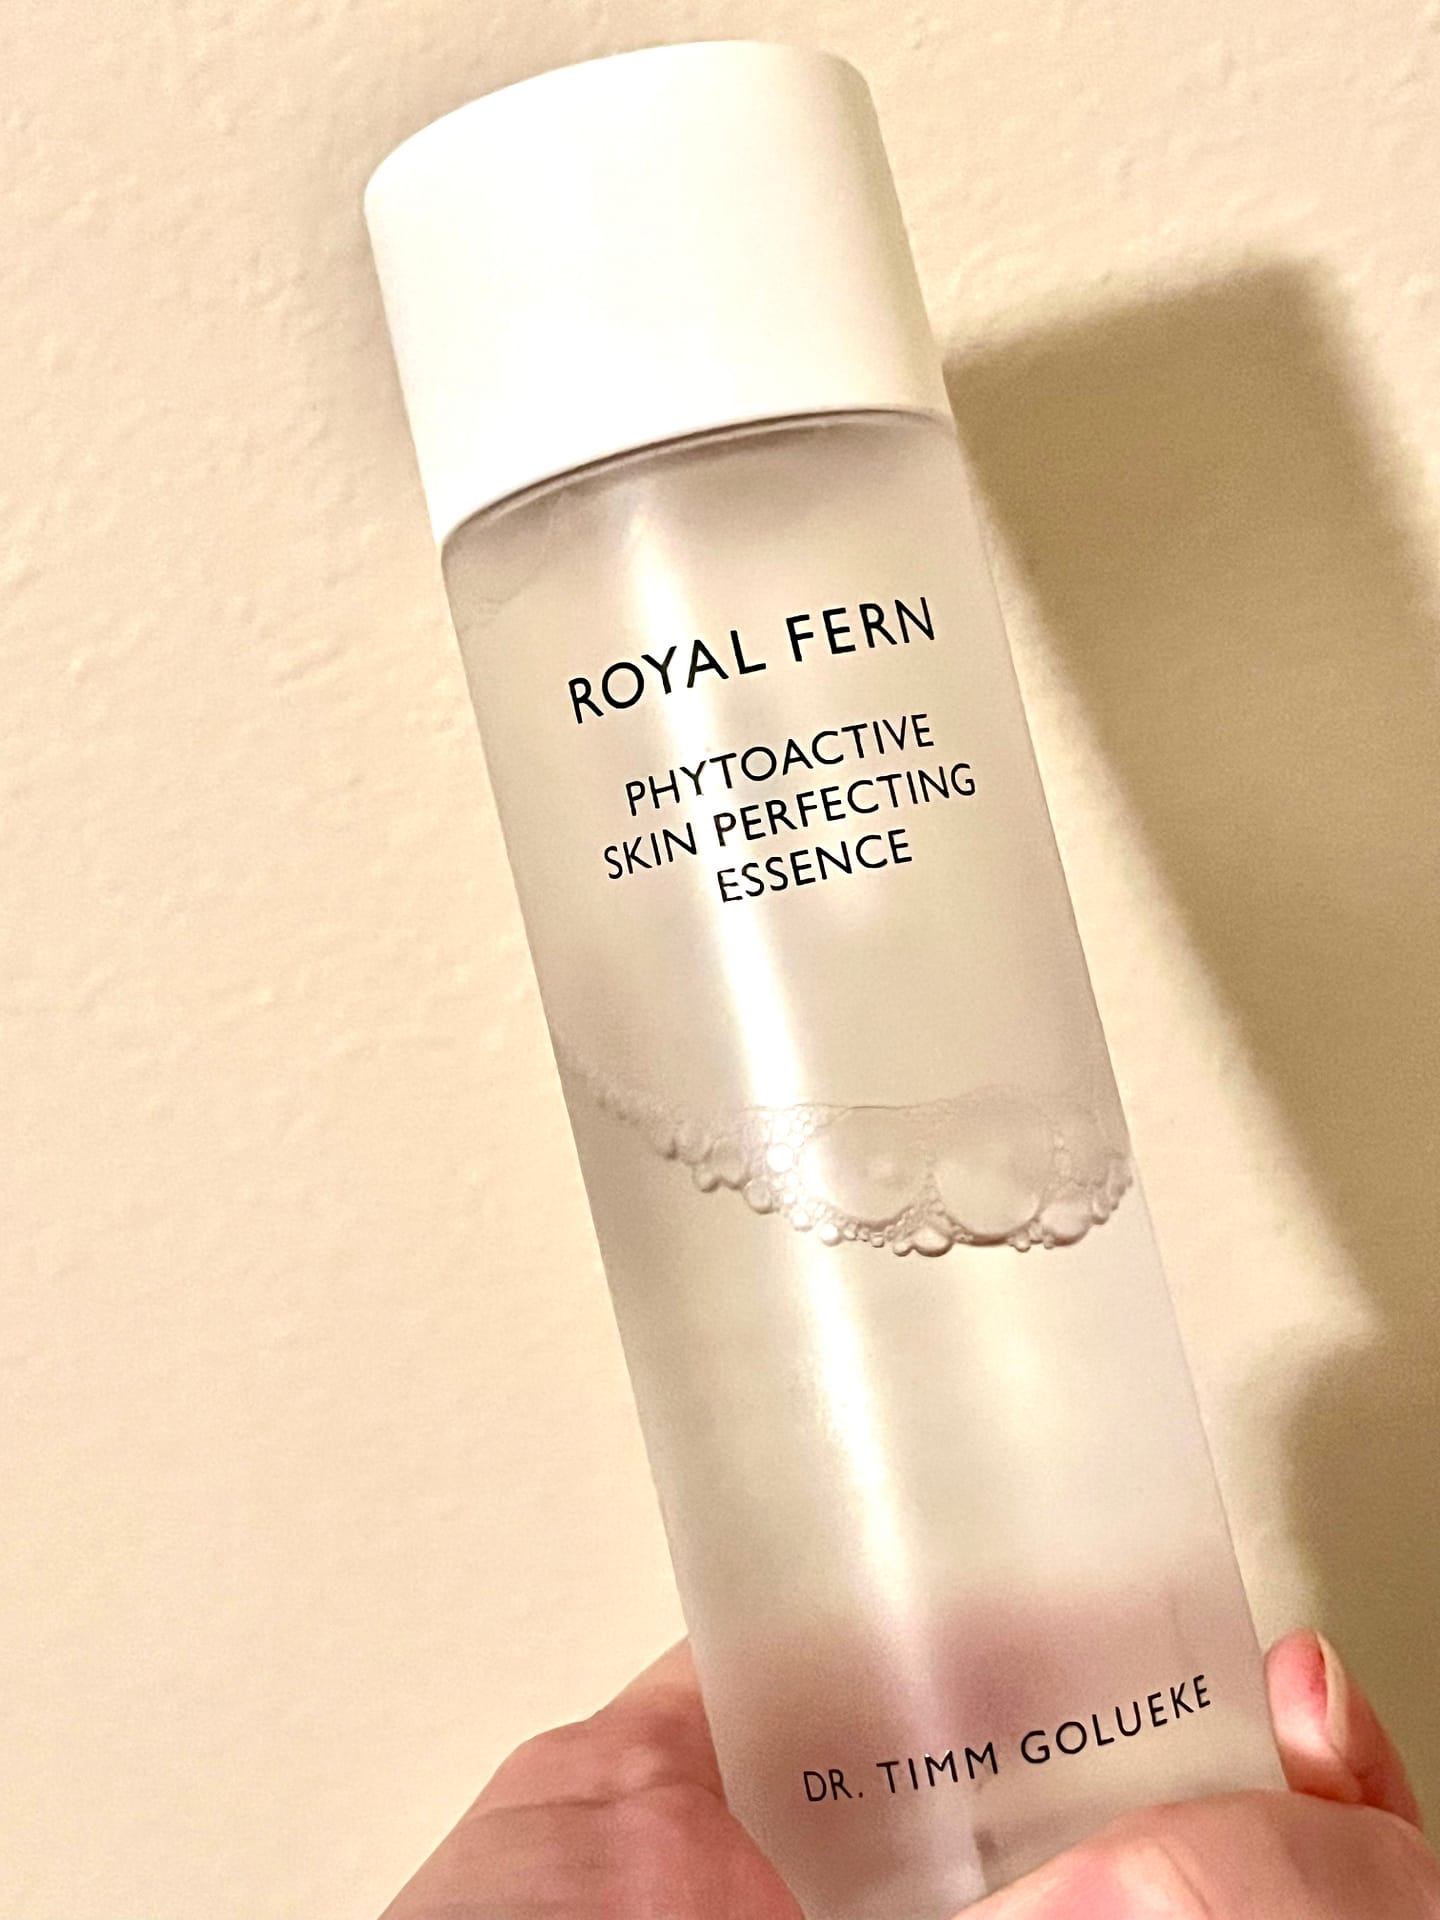 ROYAL FERN
PHYTOACTIVE
SKIN PERFECTING
ESSENCE
DR. TIMM GOLUEKE